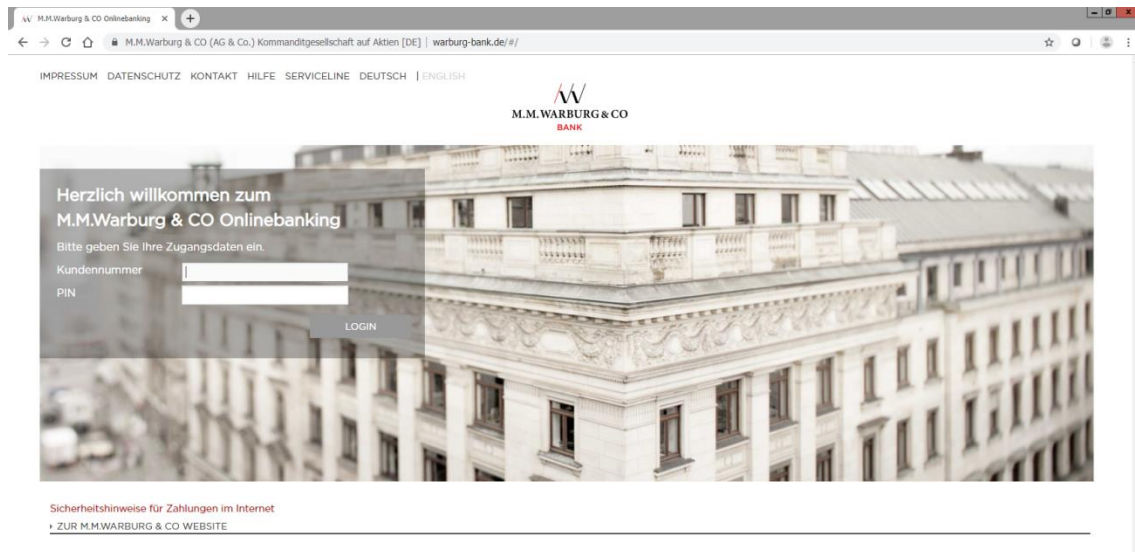 M.M.Warburg & CO Onlinebanking
M.M.Warburg & CO (AG & Co.) Kommanditgesellschaft auf Aktien [DE] | warburg-bank.de/#/
IMPRESSUM DATENSCHUTZ KONTAKT HILFE SERVICELINE DEUTSCH | ENGLISH
M.M.WARBURG & CO
BANK
Herzlich willkommen zum
M.M.Warburg & CO Onlinebanking
Bitte geben Sie Ihre Zugangsdaten ein.
Kundennummer
PIN
LOGIN
Sicherheitshinweise für Zahlungen im Internet
ZUR M.M.WARBURG & CO WEBSITE